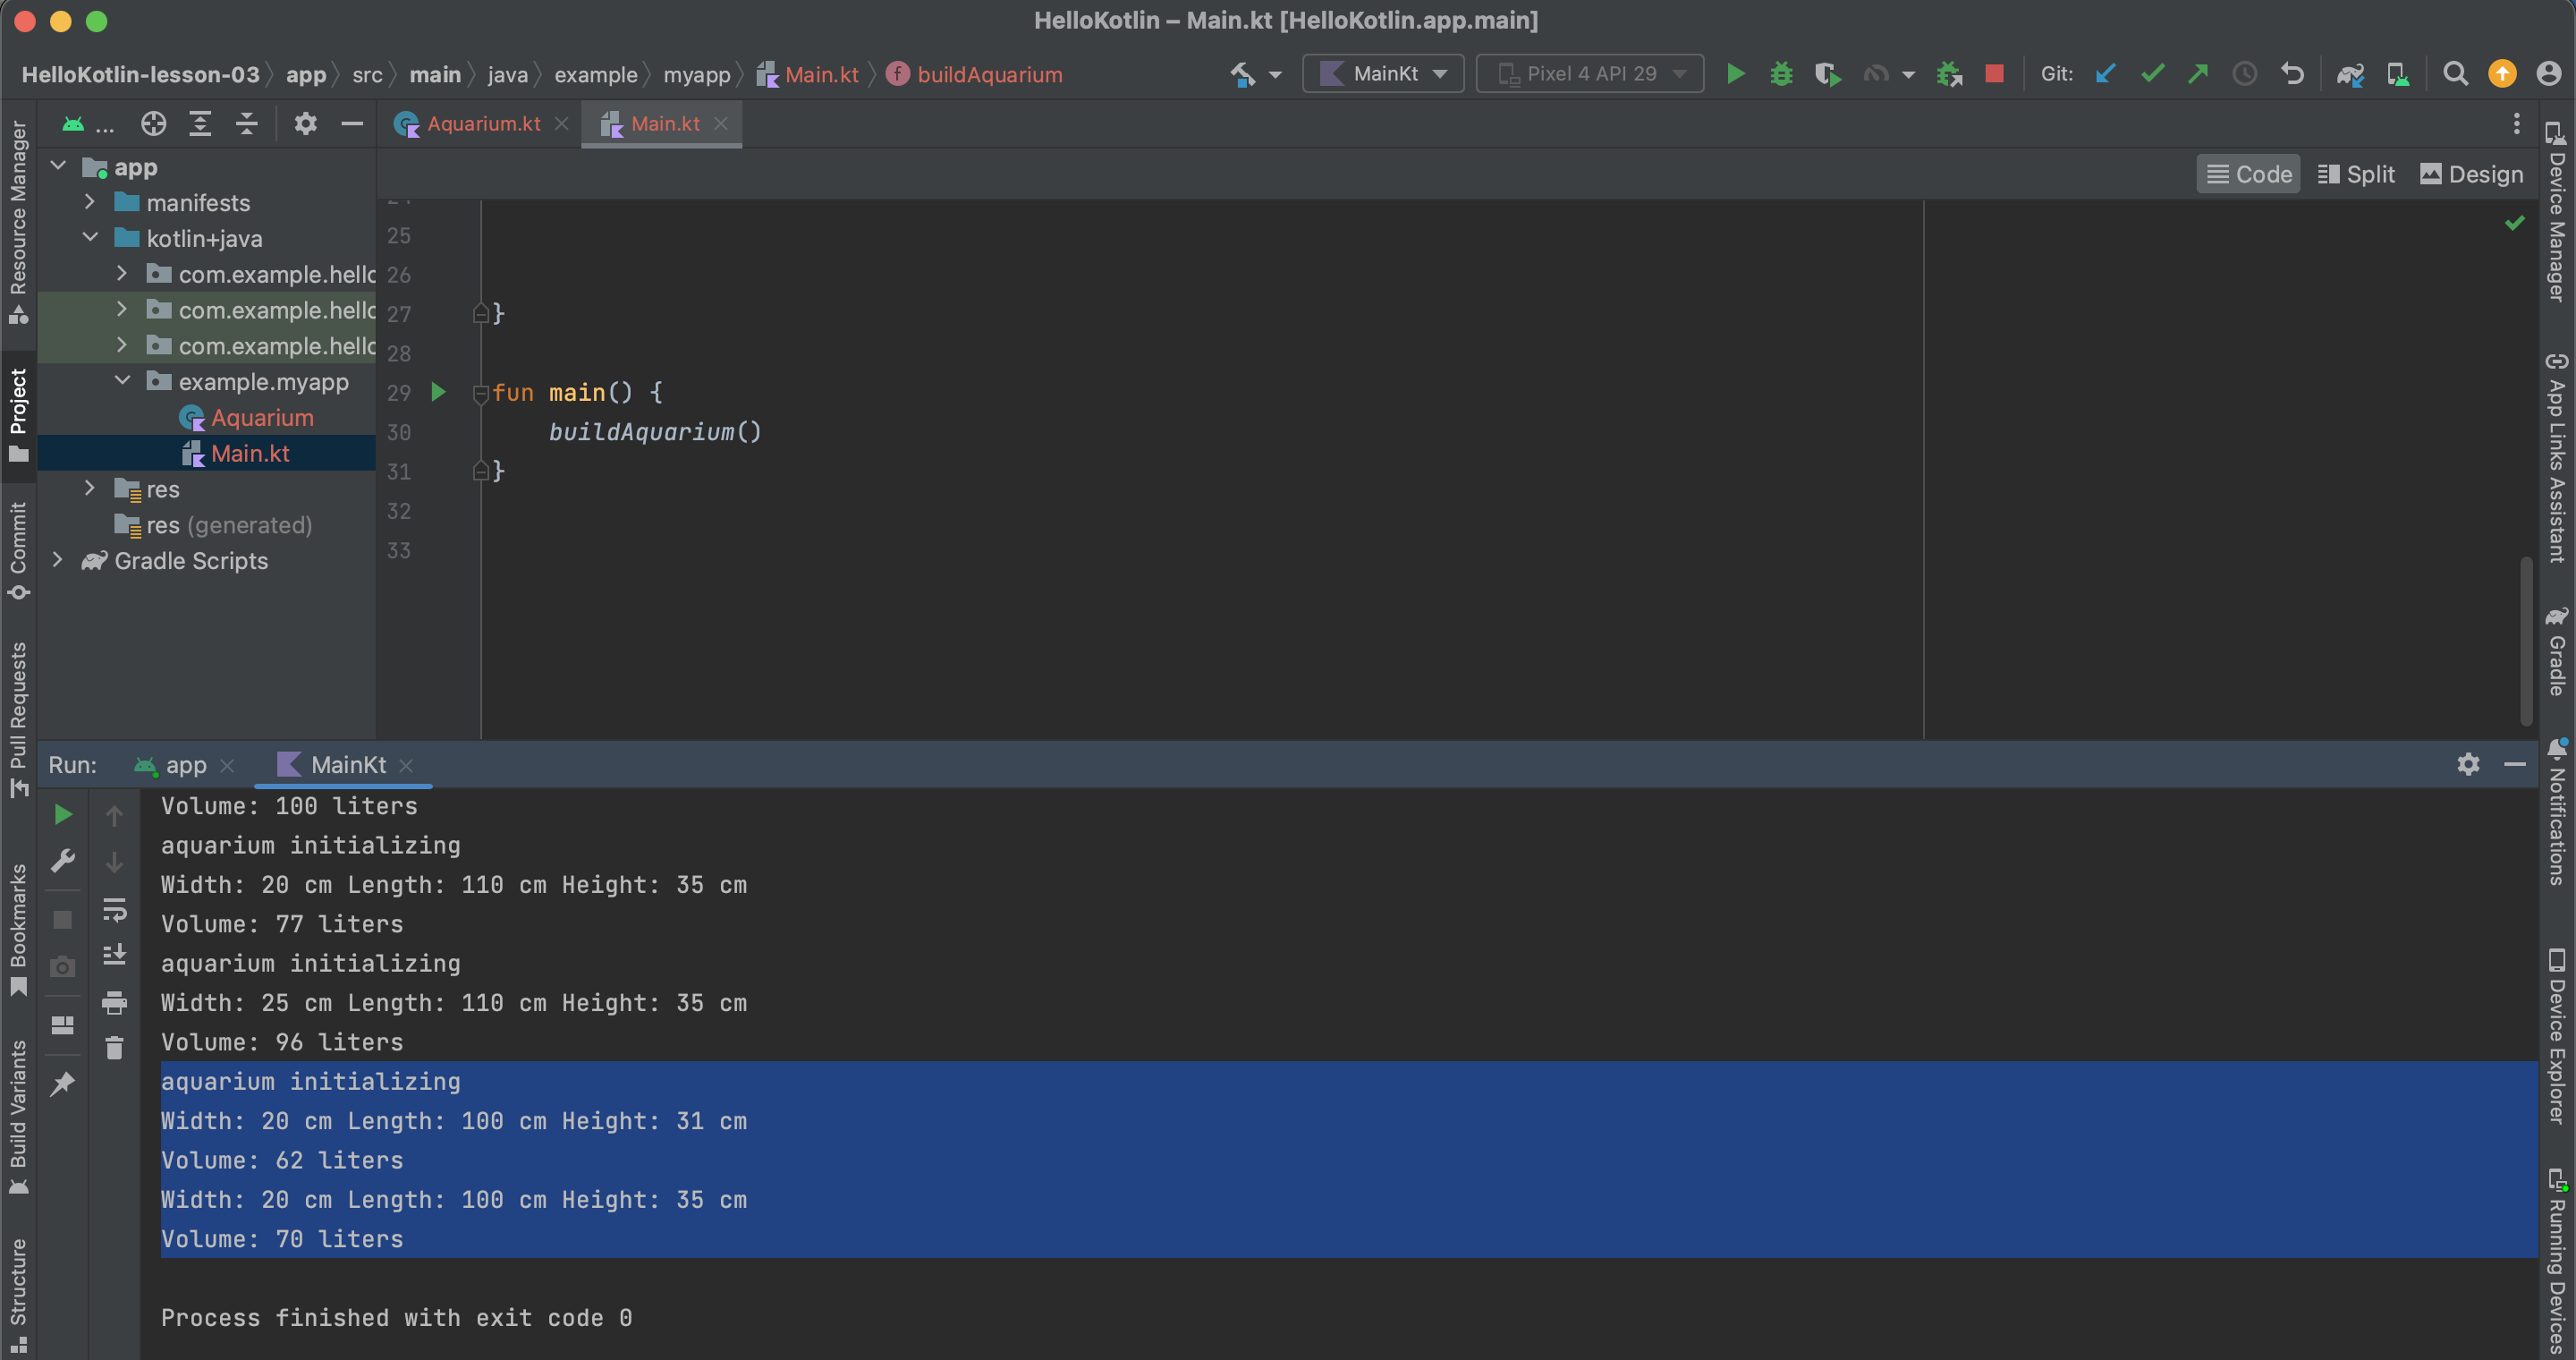 HelloKotlin – Main.kt [HelloKotlin.app.main]
HelloKotlin-lesson-03 app src main java example myapp Main.kt f buildAquarium
MainKt
Pixel 4 API 29
Git:
...
Aquarium.kt
Main.kt
Code
Split
Design
Resource Manager
Project
Commit
Pull Requests
Bookmarks
Build Variants
Structure
app
manifests
kotlin+java
com.example.hello
com.example.hello
com.example.hello
example.myapp
Aquarium
Main.kt
res
res (generated)
Gradle Scripts
25
26
27 }
28
29 fun main() {
30 buildAquarium()
31 }
32
33
Device Manager
App Links Assistant
Gradle
Notifications
Device Explorer
Running Devices
Run: app MainKt
Volume: 100 liters
aquarium initializing
Width: 20 cm Length: 110 cm Height: 35 cm
Volume: 77 liters
aquarium initializing
Width: 25 cm Length: 110 cm Height: 35 cm
Volume: 96 liters
aquarium initializing
Width: 20 cm Length: 100 cm Height: 31 cm
Volume: 62 liters
Width: 20 cm Length: 100 cm Height: 35 cm
Volume: 70 liters
Process finished with exit code 0